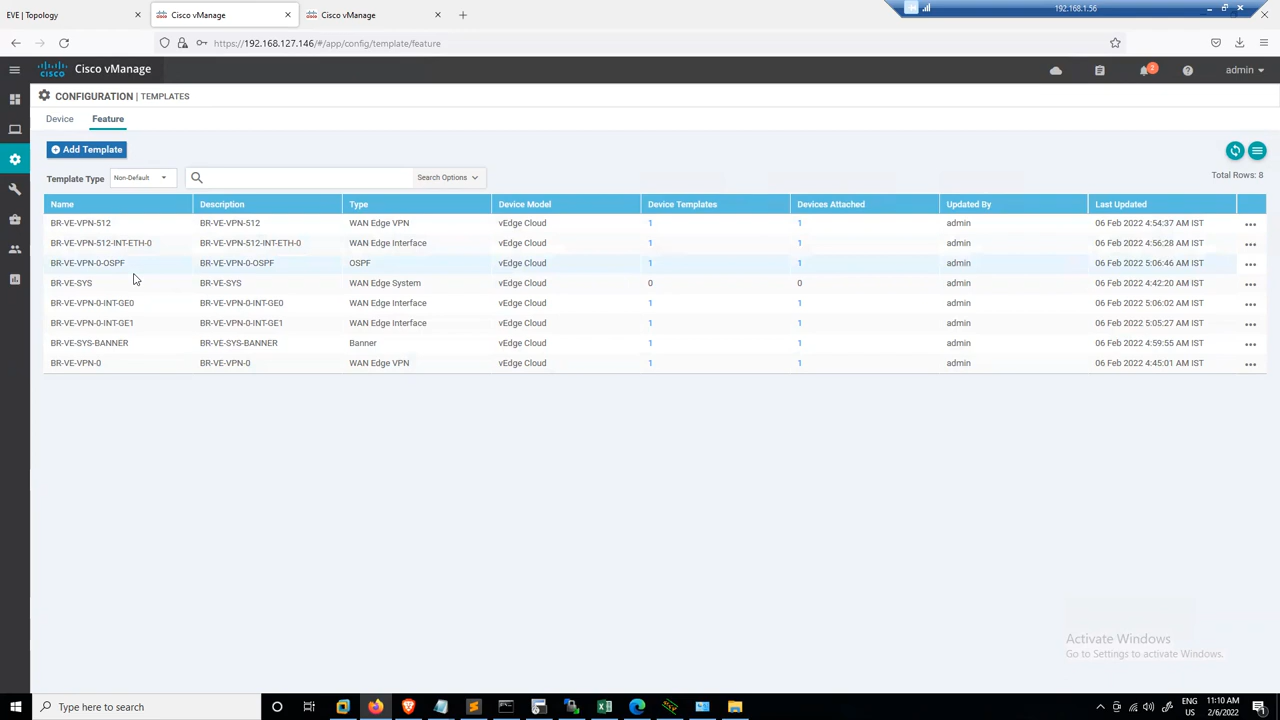 EVE | Topology
Cisco vManage
Cisco vManage
192.168.1.56
https://192.168.127.146/#/app/config/template/feature
CISCO Cisco vManage
2
admin
CONFIGURATION | TEMPLATES
Device
Feature
Add Template
Template Type
Non-Default
Search Options
Total Rows: 8
Name Description Type Device Model Device Templates Devices Attached Updated By Last Updated
BR-VE-VPN-512 BR-VE-VPN-512 WAN Edge VPN vEdge Cloud 1 1 admin 06 Feb 2022 4:54:37 AM IST
BR-VE-VPN-512-INT-ETH-0 BR-VE-VPN-512-INT-ETH-0 WAN Edge Interface vEdge Cloud 1 1 admin 06 Feb 2022 4:56:28 AM IST
BR-VE-VPN-0-OSPF BR-VE-VPN-0-OSPF OSPF vEdge Cloud 1 1 admin 06 Feb 2022 5:06:46 AM IST
BR-VE-SYS BR-VE-SYS WAN Edge System vEdge Cloud 0 0 admin 06 Feb 2022 4:42:20 AM IST
BR-VE-VPN-0-INT-GE0 BR-VE-VPN-0-INT-GE0 WAN Edge Interface vEdge Cloud 1 1 admin 06 Feb 2022 5:06:02 AM IST
BR-VE-VPN-0-INT-GE1 BR-VE-VPN-0-INT-GE1 WAN Edge Interface vEdge Cloud 1 1 admin 06 Feb 2022 5:05:27 AM IST
BR-VE-SYS-BANNER BR-VE-SYS-BANNER Banner vEdge Cloud 1 1 admin 06 Feb 2022 4:59:55 AM IST
BR-VE-VPN-0 BR-VE-VPN-0 WAN Edge VPN vEdge Cloud 1 1 admin 06 Feb 2022 4:45:01 AM IST
Activate Windows
Go to Settings to activate Windows.
Type here to search
ENG
US
11:10 AM
2/6/2022
1